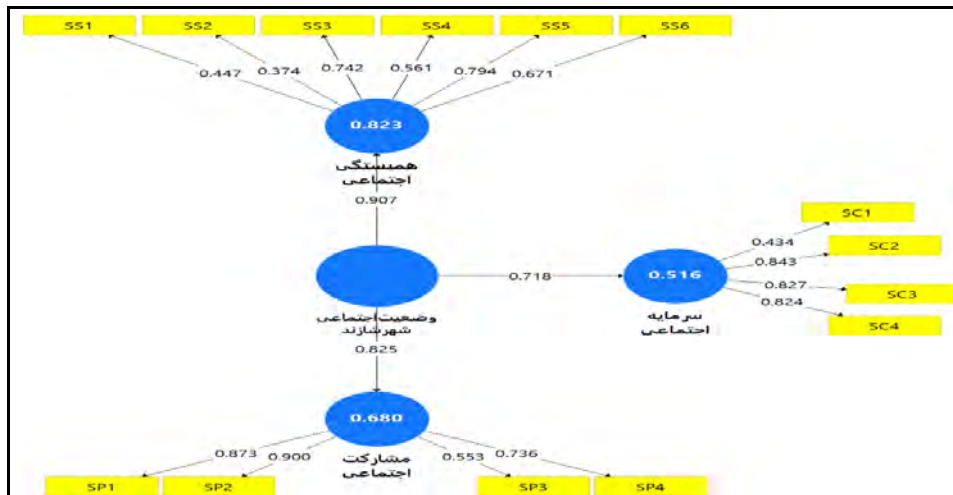 SS1 SS2 SS3 SS4 SS5 SS6
0.447 0.374 0.742 0.561 0.794 0.671
0.823
همبستگی
اجتماعی
0.907
SC1
0.434
SC2
0.843
0.718
0.516
0.827
SC3
0.824
SC4
وضعیت اجتماعی
شهر شازند
سرمایه
اجتماعی
0.825
0.680
0.873 0.900 0.553 0.736
مشارکت
اجتماعی
SP1 SP2 SP3 SP4